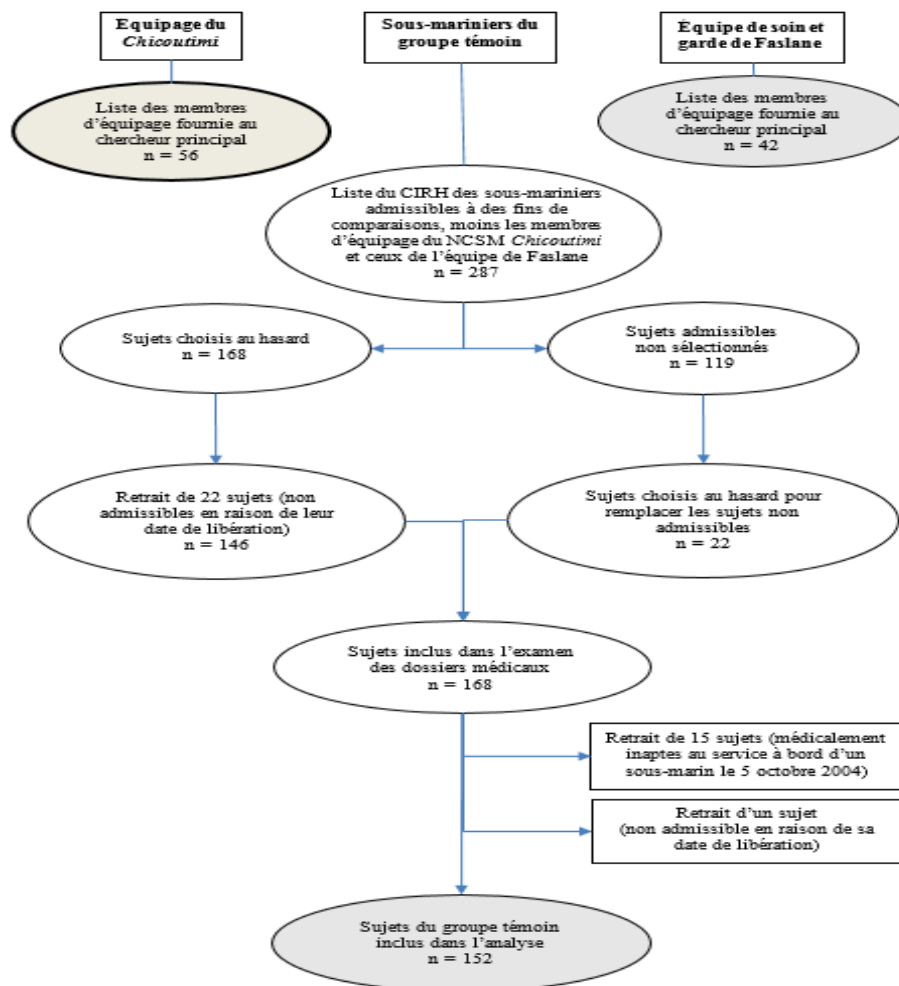 Equipage du
Chicoutimi
Sous-mariniers du
groupe témoin
Équipe de soin et
garde de Faslane
Liste des membres
d'équipage fournie au
chercheur principal
n = 56
Liste des membres
d'équipage fournie au
chercheur principal
n = 42
Liste du CIRH des sous-mariniers
admissibles à des fins de
comparaisons, moins les membres
d'équipage du NCSM Chicoutimi
et ceux de l'équipe de Faslane
n = 287
Sujets choisis au hasard
n = 168
Sujets admissibles
non sélectionnés
n = 119
Retrait de 22 sujets (non
admissibles en raison de leur
date de libération)
n = 146
Sujets choisis au hasard pour
remplacer les sujets non
admissibles
n = 22
Sujets inclus dans l'examen
des dossiers médicaux
n = 168
Retrait de 15 sujets (médicalement
inaptes au service à bord d'un
sous-marin le 5 octobre 2004)
Retrait d'un sujet
(non admissible en raison de sa
date de libération)
Sujets du groupe témoin
inclus dans l'analyse
n = 152